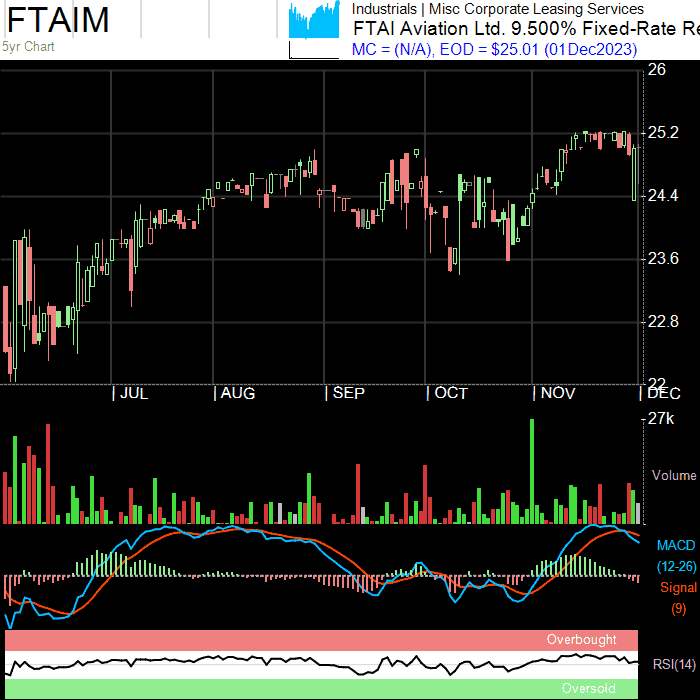 FTAIM
5yr Chart
Industrials | Misc Corporate Leasing Services
FTAI Aviation Ltd. 9.500% Fixed-Rate Re
MC = (N/A), EOD = $25.01 (01Dec2023)
26
25.2
24.4
23.6
22.8
22
JUL
AUG
SEP
OCT
NOV
DEC
27k
Volume
MACD
(12-26)
Signal
(9)
Overbought
RSI(14)
Oversold